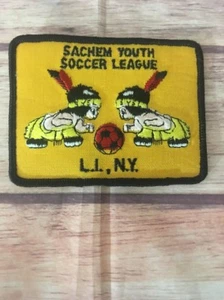 SACHEM YOUTH
SOCCER LEAGUE
L.I., N.Y.